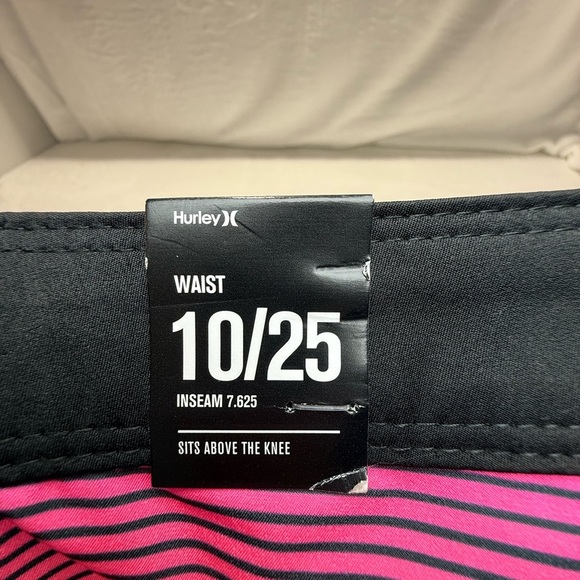 Hurley
WAIST
10/25
INSEAM 7.625
SITS ABOVE THE KNEE